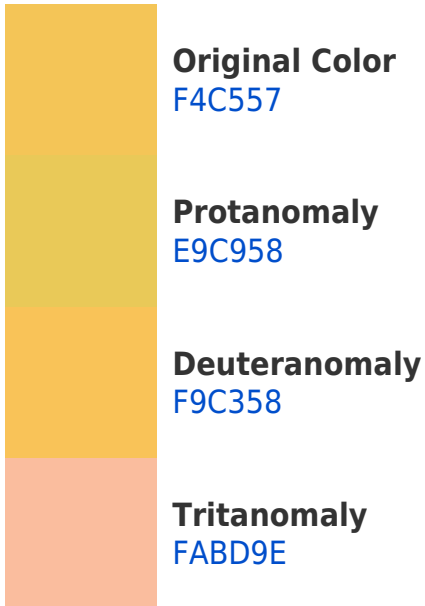 Original Color
F4C557
Protanomaly
E9C958
Deuteranomaly
F9C358
Tritanomaly
FABD9E